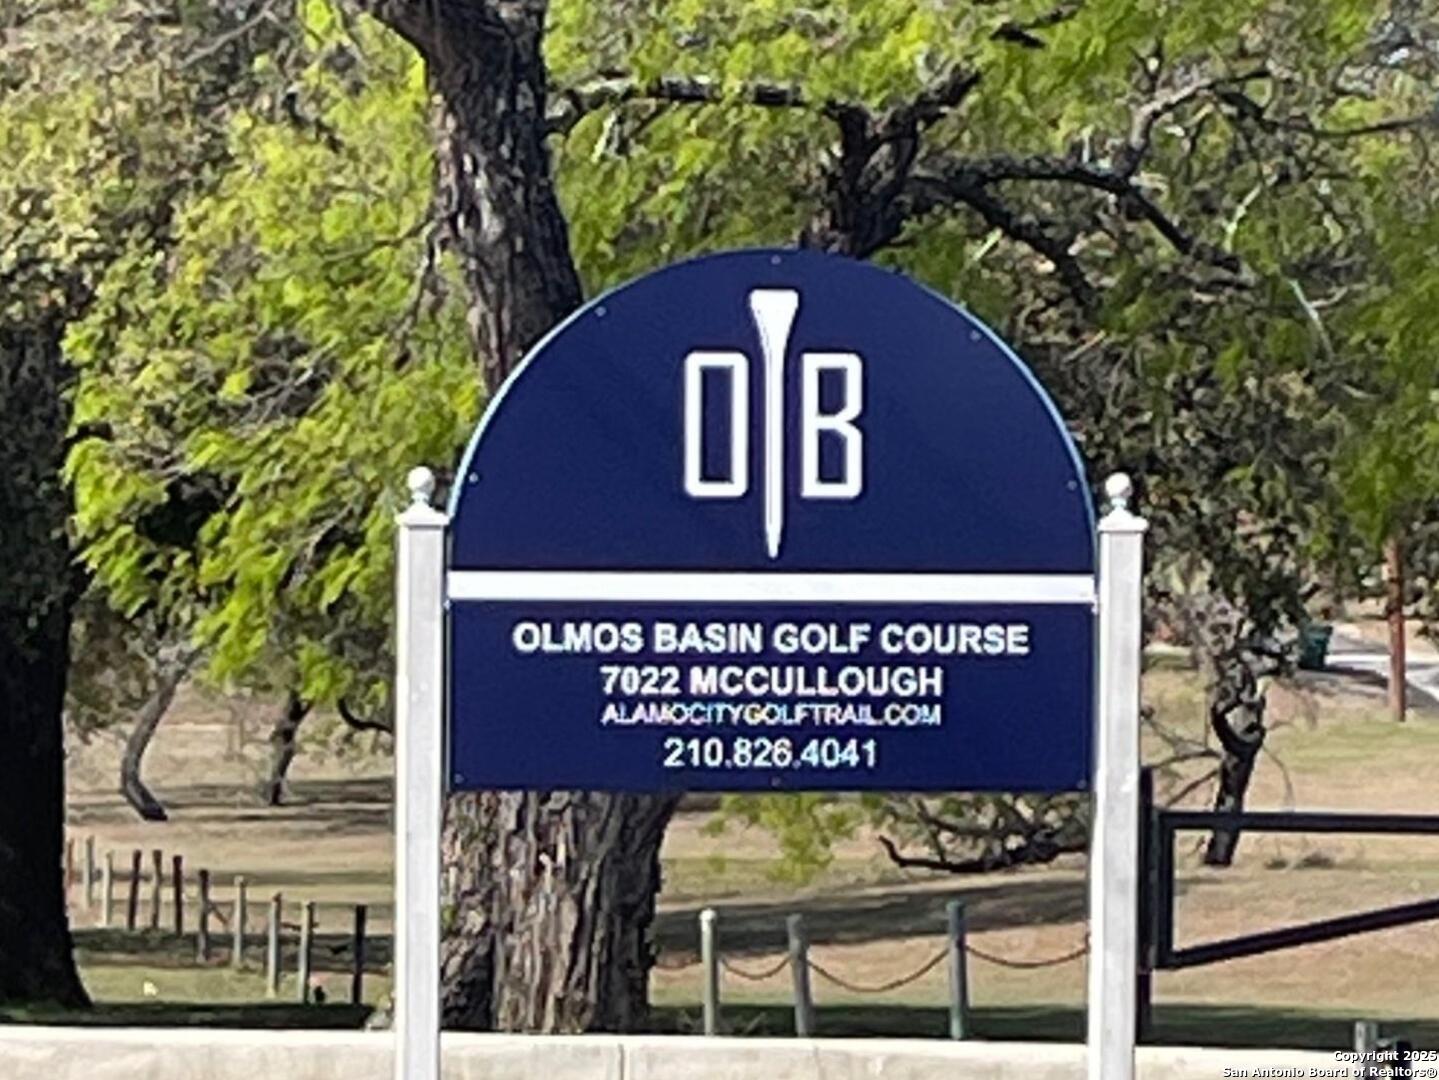 OB
OLMOS BASIN GOLF COURSE
7022 MCCULLOUGH
ALAMOCITYGOLFTRAIL.COM
210.826.4041
Copyright 2025
San Antonio Board of Realtors®